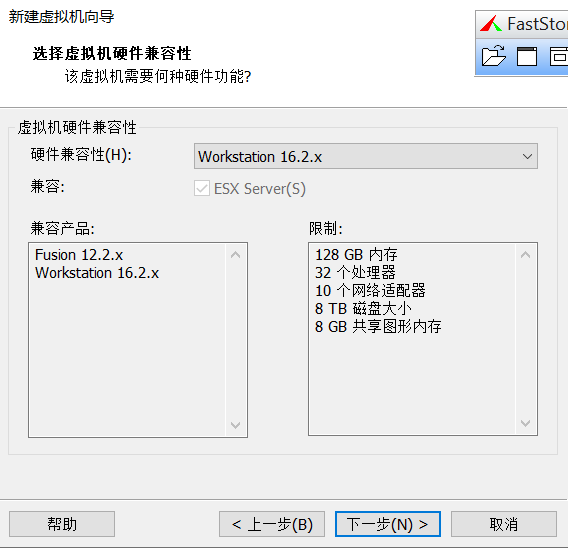 新建虚拟机向导
FastSto
选择虚拟机硬件兼容性
该虚拟机需要何种硬件功能?
虚拟机硬件兼容性
硬件兼容性(H):
Workstation 16.2.x
兼容:
ESX Server(S)
兼容产品:
Fusion 12.2.x
Workstation 16.2.x
限制:
128 GB 内存
32 个处理器
10 个网络适配器
8 TB 磁盘大小
8 GB 共享图形内存
帮助
< 上一步(B)
下一步(N) >
取消